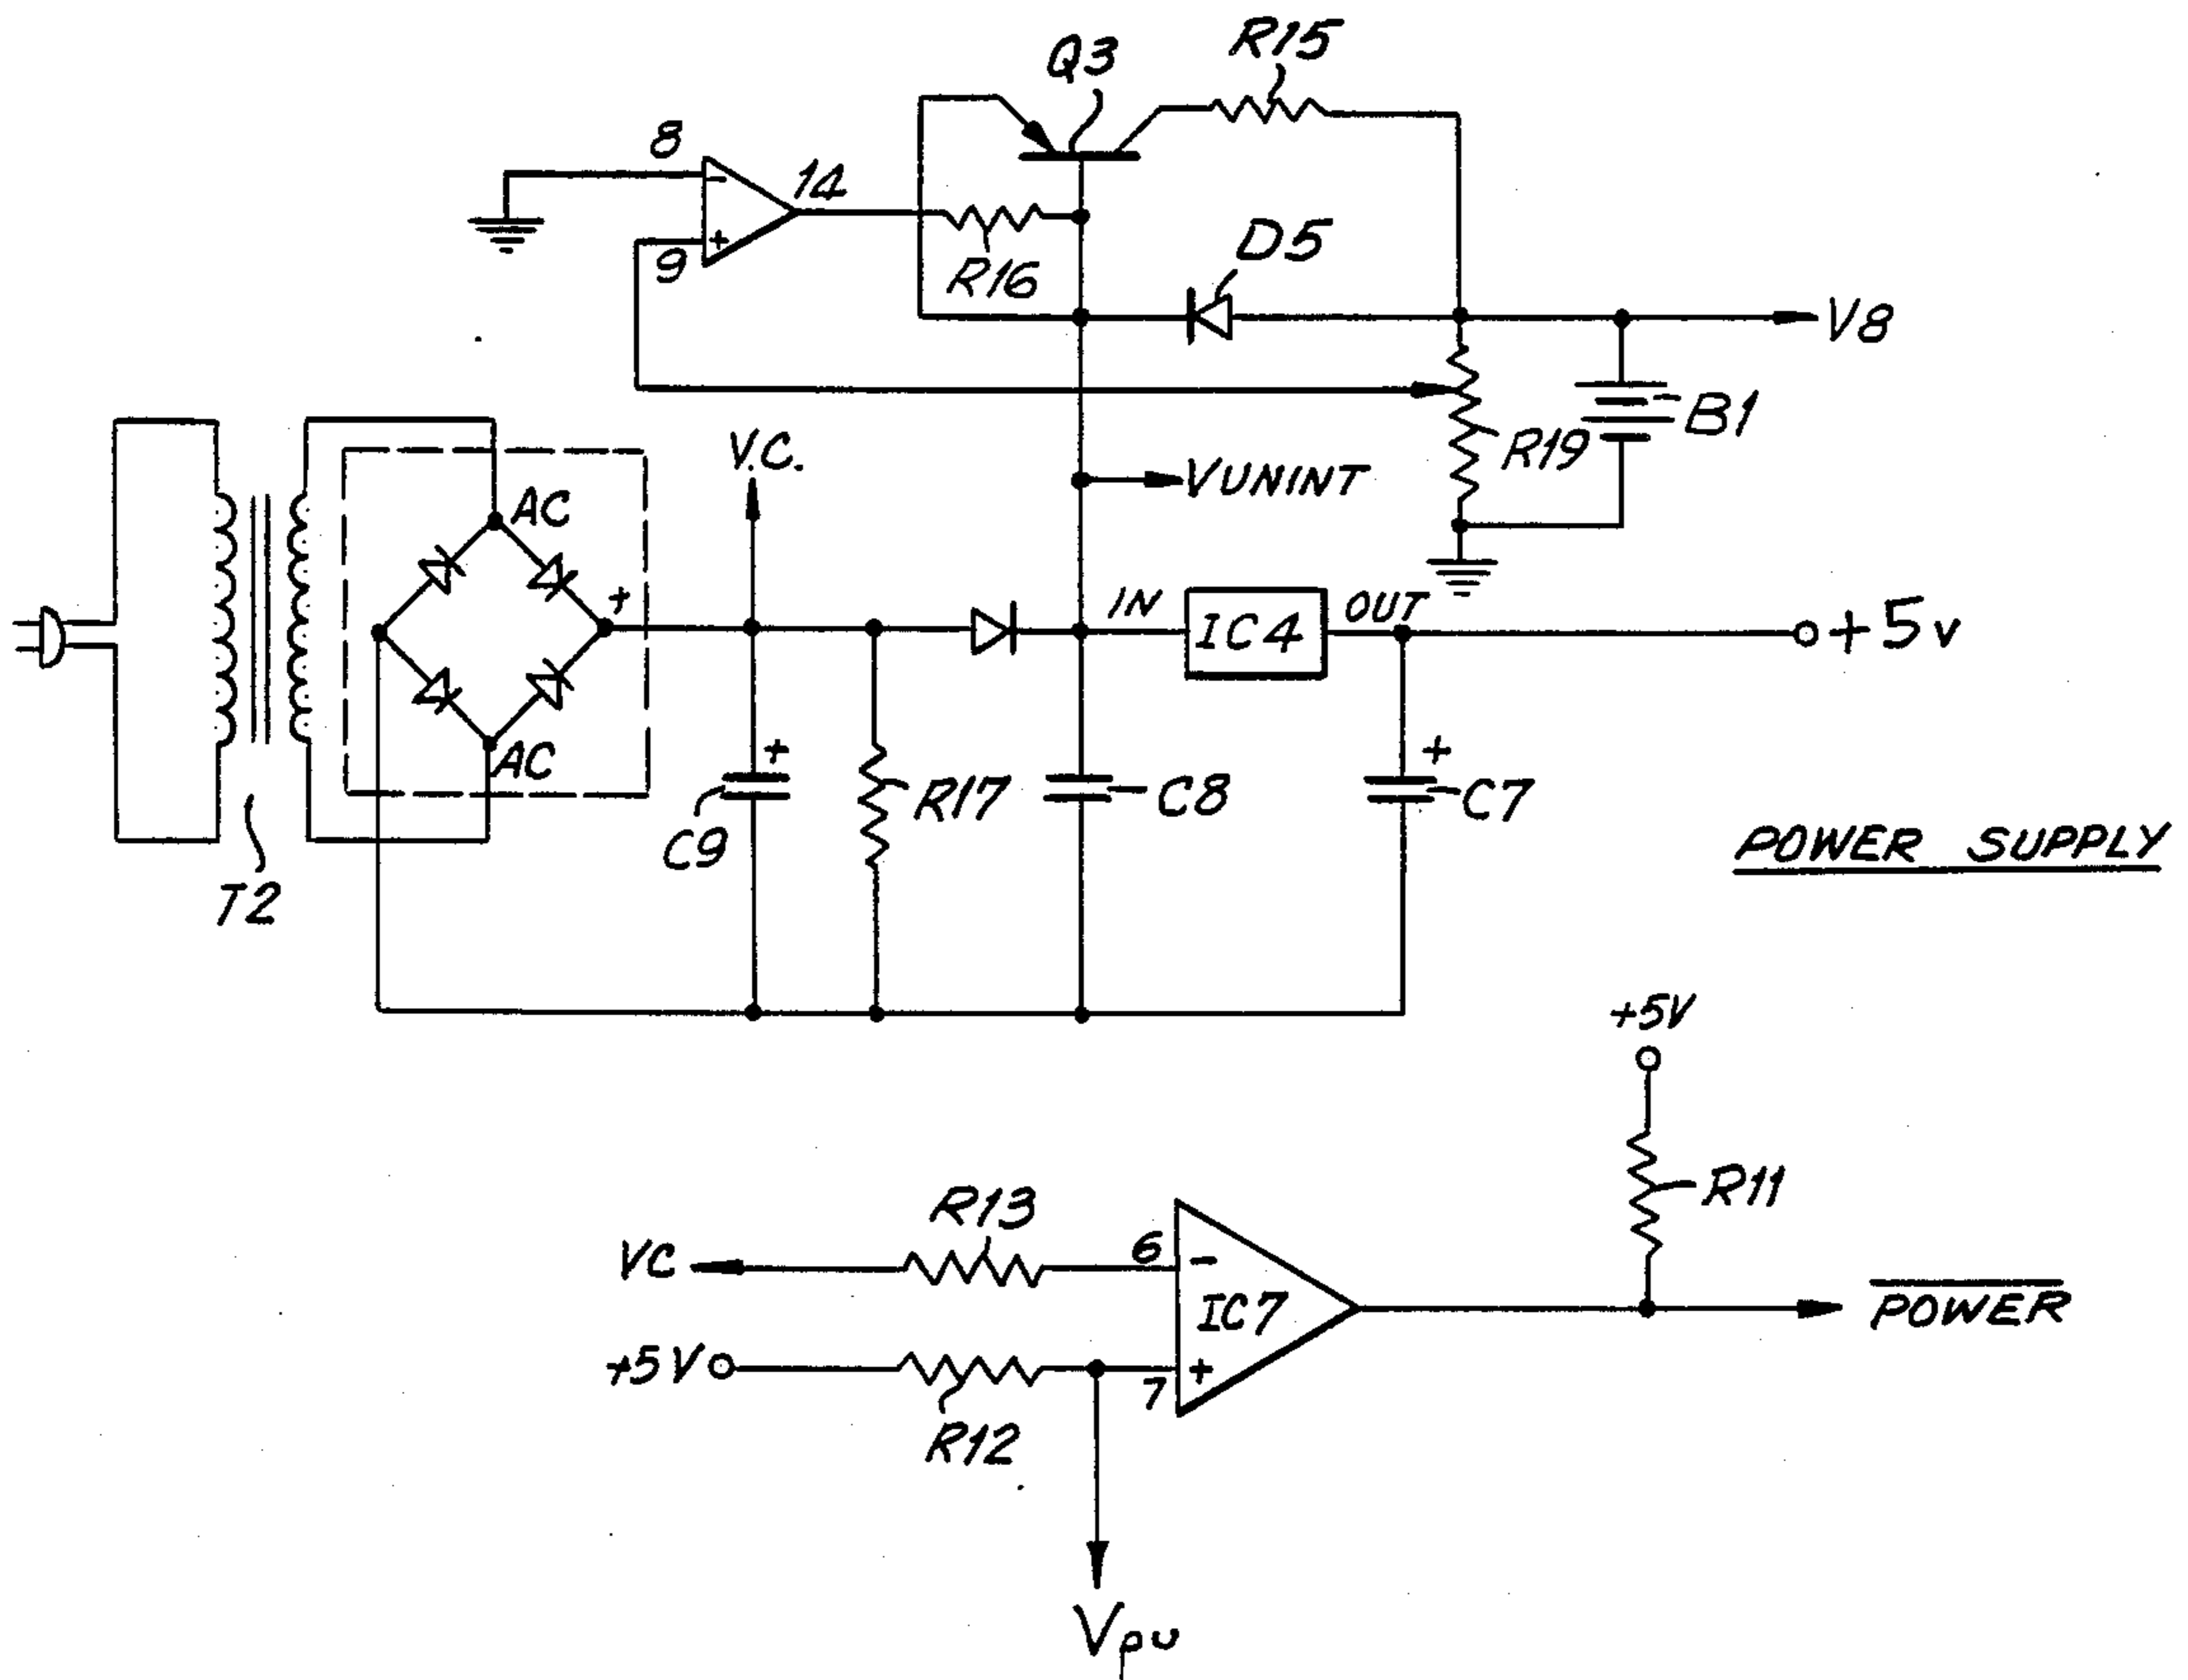 Q3
R15
8
-
14
+
9
R16
D5
V8
B1
R19
V.C.
VUNINT
AC
+
IN
IC4
OUT
+5v
AC
+
C9
R17
C8
+
C7
T2
POWER SUPPLY
+5V
R11
R13
VC
6
-
IC7
POWER
+5V
+
7
R12
Vpu